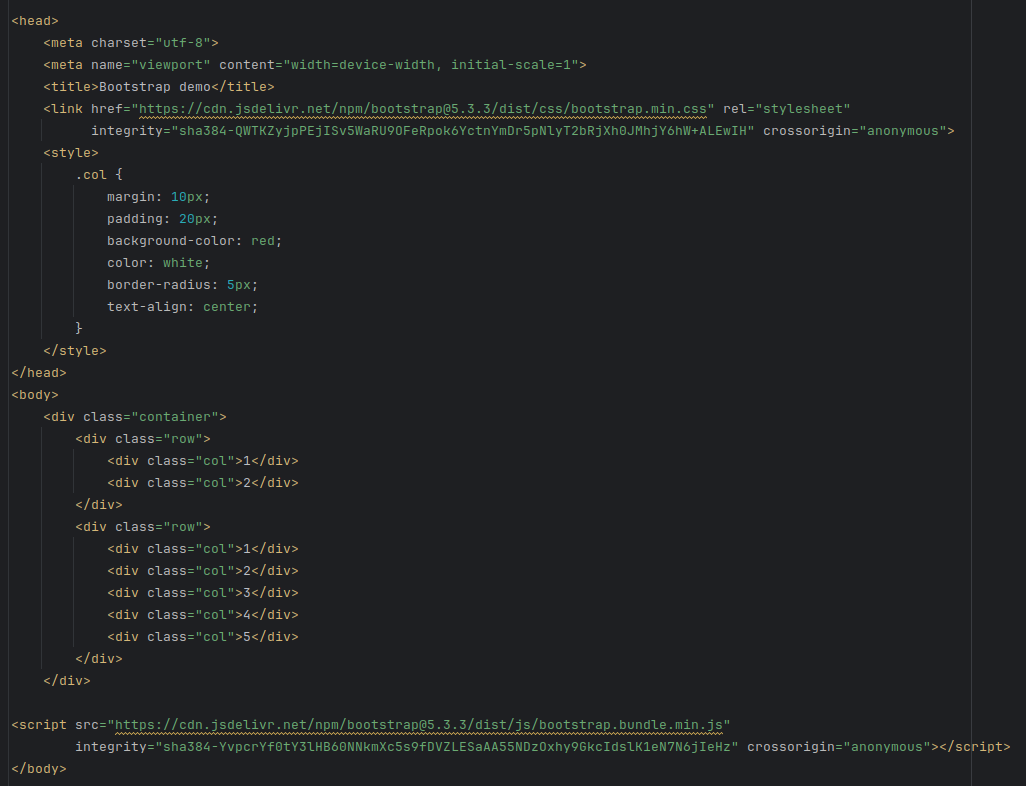 <head>
    <meta charset="utf-8">
    <meta name="viewport" content="width=device-width, initial-scale=1">
    <title>Bootstrap demo</title>
    <link href="https://cdn.jsdelivr.net/npm/bootstrap@5.3.3/dist/css/bootstrap.min.css" rel="stylesheet"
          integrity="sha384-QWTKZyjpPEjISv5WaRU9OFeRpok6YctnYmDr5pNlyT2bRjXh0JMhjY6hW+ALEwIH" crossorigin="anonymous">
    <style>
        .col {
            margin: 10px;
            padding: 20px;
            background-color: red;
            color: white;
            border-radius: 5px;
            text-align: center;
        }
    </style>
</head>
<body>
    <div class="container">
        <div class="row">
            <div class="col">1</div>
            <div class="col">2</div>
        </div>
        <div class="row">
            <div class="col">1</div>
            <div class="col">2</div>
            <div class="col">3</div>
            <div class="col">4</div>
            <div class="col">5</div>
        </div>
    </div>

<script src="https://cdn.jsdelivr.net/npm/bootstrap@5.3.3/dist/js/bootstrap.bundle.min.js"
        integrity="sha384-YvpcrYf0tY3lHB60NNkmXc5s9fDVZLESaAA55NDzOxhy9GkcIdslK1eN7N6jIeHz" crossorigin="anonymous"></script>
</body>